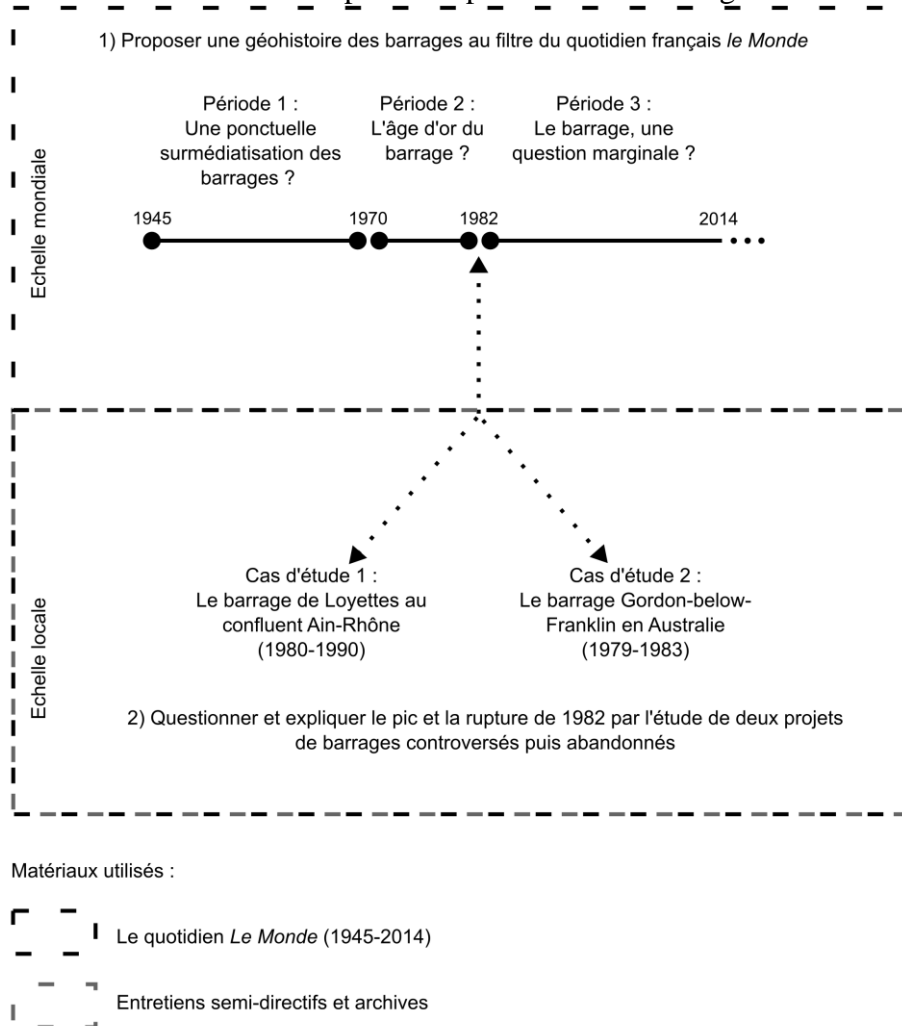 1) Proposer une géohistoire des barrages au filtre du quotidien français le Monde
Période 1 :
Une ponctuelle
surmédiatisation des
barrages ?
Période 2 :
L'âge d'or du
barrage ?
Période 3 :
Le barrage, une
question marginale ?
Echelle mondiale
1945
1970
1982
2014
Echelle locale
Cas d'étude 1 :
Le barrage de Loyettes au
confluent Ain-Rhône
(1980-1990)
Cas d'étude 2 :
Le barrage Gordon-below-
Franklin en Australie
(1979-1983)
2) Questionner et expliquer le pic et la rupture de 1982 par l'étude de deux projets
de barrages controversés puis abandonnés
Matériaux utilisés :
Le quotidien Le Monde (1945-2014)
Entretiens semi-directifs et archives